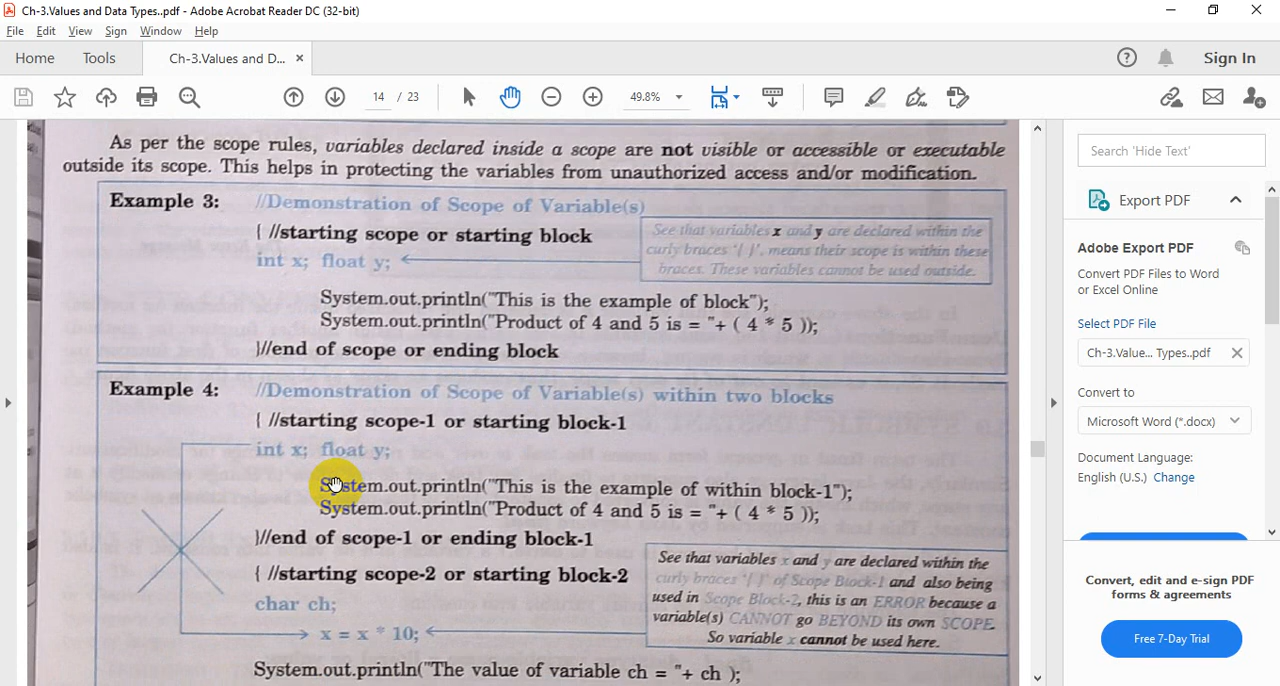 Ch-3.Values and Data Types..pdf - Adobe Acrobat Reader DC (32-bit)
File Edit View Sign Window Help
Home Tools Ch-3.Values and D... × Sign In
14 / 23 49.8%
As per the scope rules, variables declared inside a scope are not visible or accessible or executable
outside its scope. This helps in protecting the variables from unauthorized access and/or modification.
Example 3: //Demonstration of Scope of Variable(s)
{ //starting scope or starting block
int x; float y;
See that variables x and y are declared within the
curly braces '{ }', means their scope is within these
braces. These variables cannot be used outside.
System.out.println("This is the example of block");
System.out.println("Product of 4 and 5 is = "+ ( 4 * 5 ));
}//end of scope or ending block
Example 4: //Demonstration of Scope of Variable(s) within two blocks
{ //starting scope-1 or starting block-1
int x; float y;
System.out.println("This is the example of within block-1");
System.out.println("Product of 4 and 5 is = "+ ( 4 * 5 ));
}//end of scope-1 or ending block-1
{ //starting scope-2 or starting block-2
char ch;
x = x * 10;
See that variables x and y are declared within the
curly braces '{ }' of Scope Block-1 and also being
used in Scope Block-2, this is an ERROR because a
variable(s) CANNOT go BEYOND its own SCOPE.
So variable x cannot be used here.
System.out.println("The value of variable ch = "+ ch );
Search 'Hide Text'
Export PDF
Adobe Export PDF
Convert PDF Files to Word
or Excel Online
Select PDF File
Ch-3.Value... Types..pdf ×
Convert to
Microsoft Word (*.docx)
Document Language:
English (U.S.) Change
Convert, edit and e-sign PDF
forms & agreements
Free 7-Day Trial